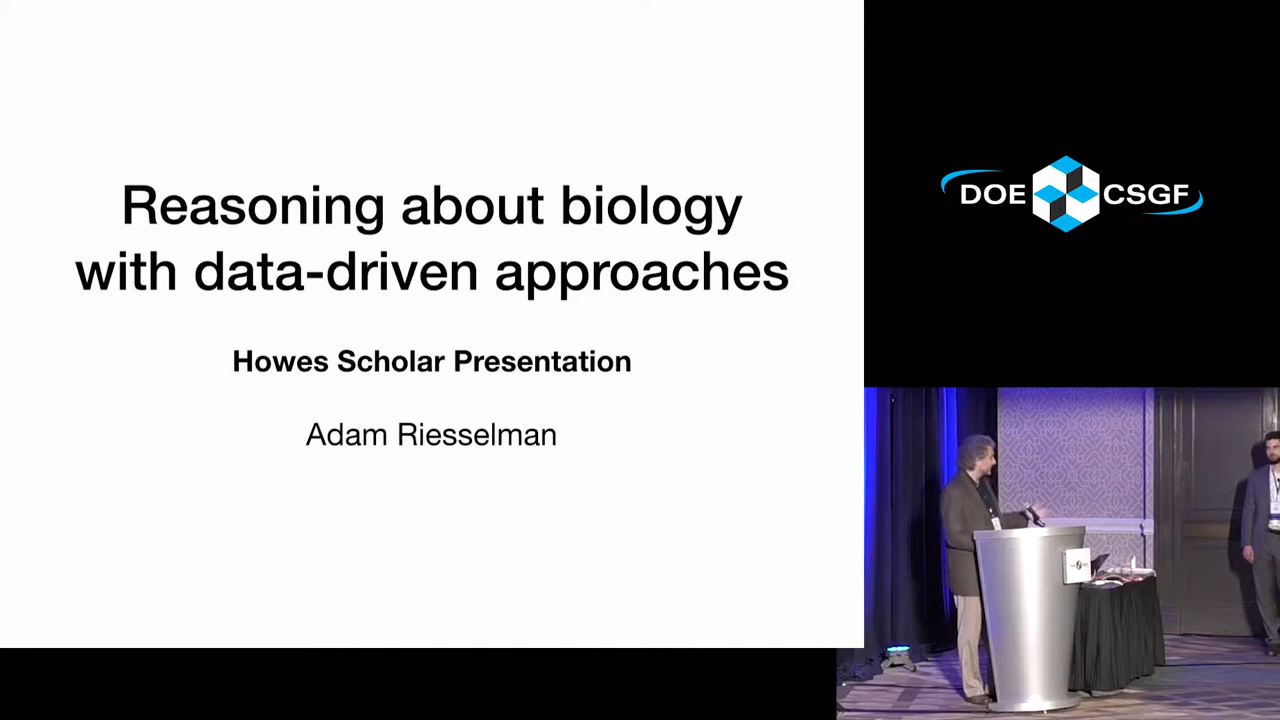 Reasoning about biology
with data-driven approaches
Howes Scholar Presentation
Adam Riesselman
DOE CSGF